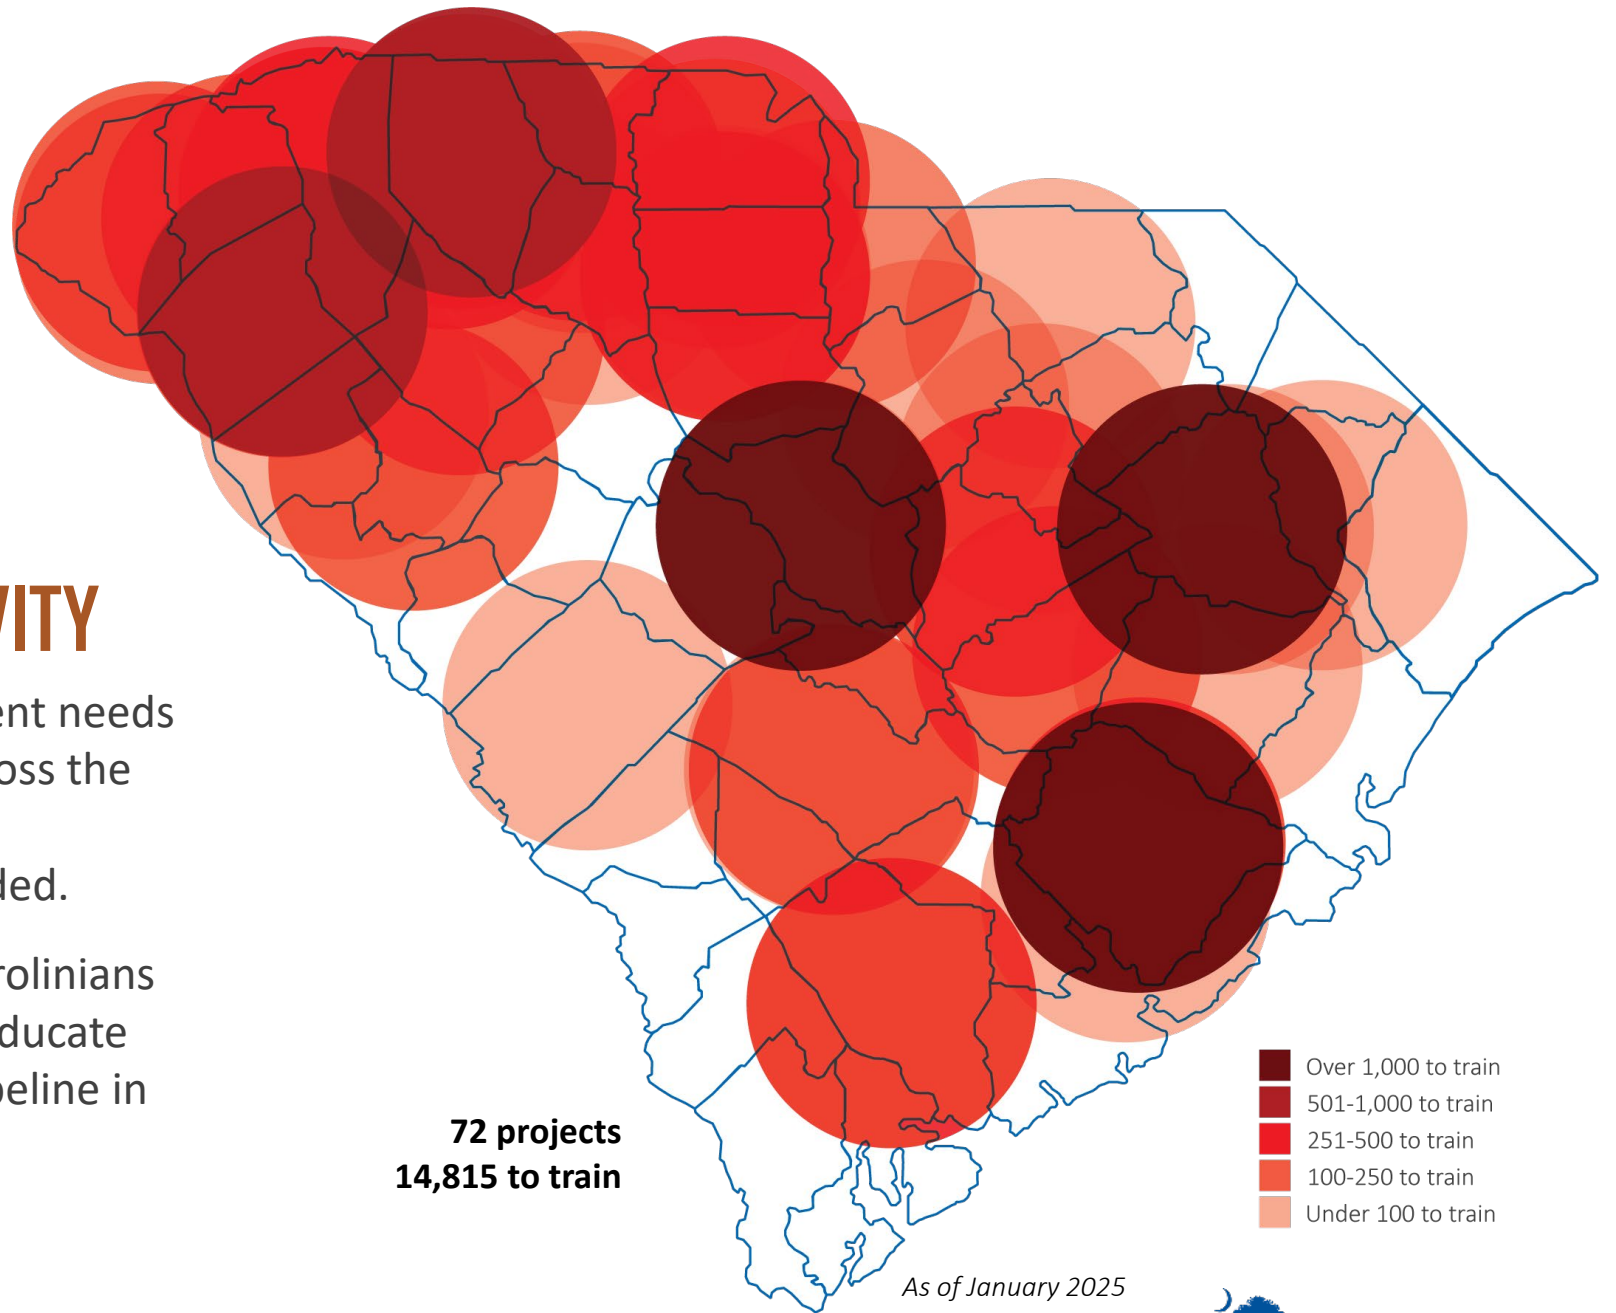 VITY
ent needs
oss the
ded.
rolinians
ducate
peline in
72 projects
14,815 to train
Over 1,000 to train
501-1,000 to train
251-500 to train
100-250 to train
Under 100 to train
As of January 2025